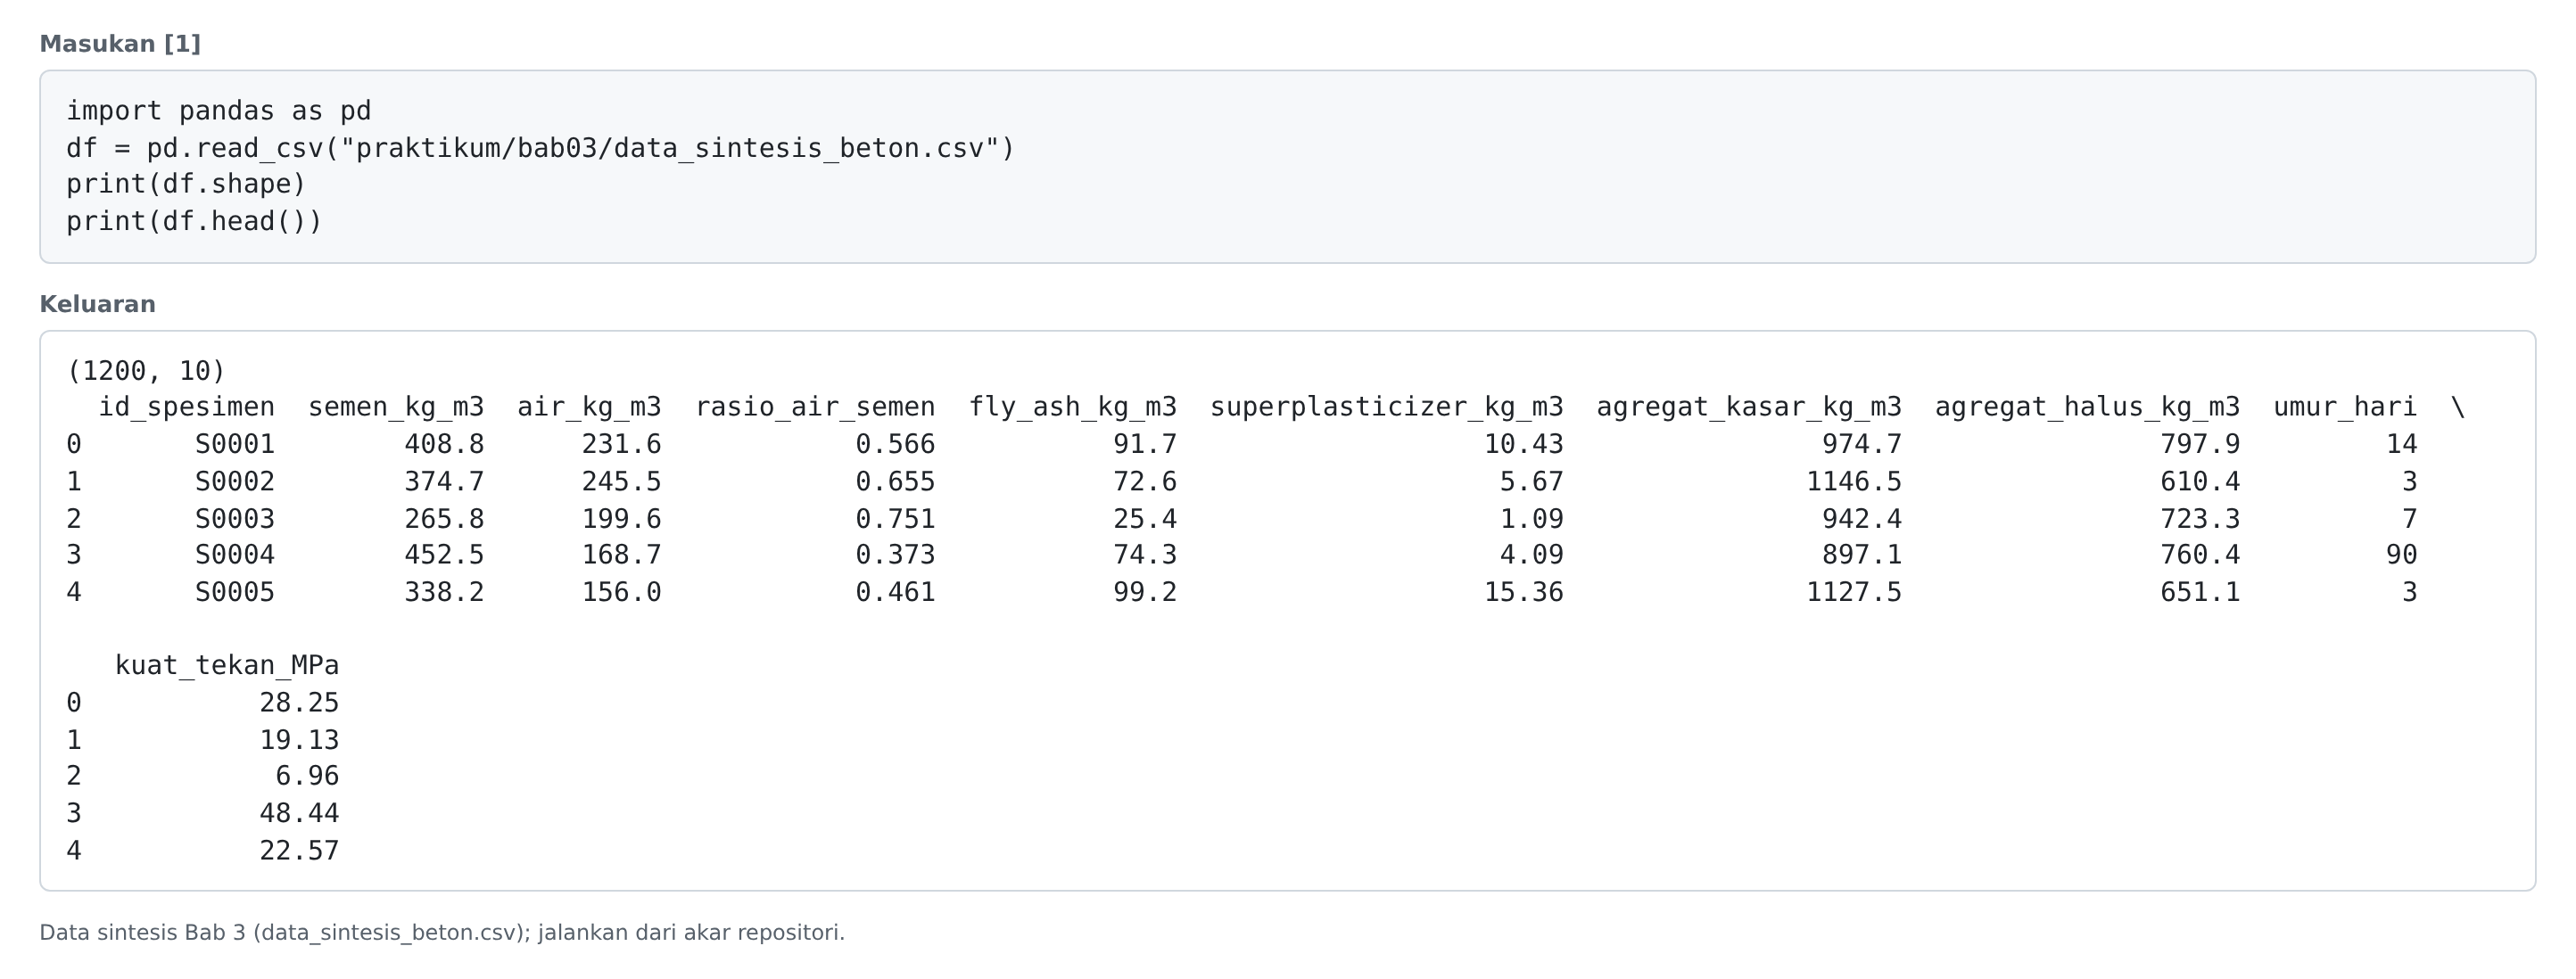 Masukan [1]
import pandas as pd
df = pd.read_csv("praktikum/bab03/data_sintesis_beton.csv")
print(df.shape)
print(df.head())
Keluaran
(1200, 10)
  id_spesimen  semen_kg_m3  air_kg_m3  rasio_air_semen  fly_ash_kg_m3  superplasticizer_kg_m3  agregat_kasar_kg_m3  agregat_halus_kg_m3  umur_hari  \
0       S0001        408.8      231.6            0.566           91.7                   10.43                974.7                797.9         14
1       S0002        374.7      245.5            0.655           72.6                    5.67               1146.5                610.4          3
2       S0003        265.8      199.6            0.751           25.4                    1.09                942.4                723.3          7
3       S0004        452.5      168.7            0.373           74.3                    4.09                897.1                760.4         90
4       S0005        338.2      156.0            0.461           99.2                   15.36               1127.5                651.1          3
   kuat_tekan_MPa
0           28.25
1           19.13
2            6.96
3           48.44
4           22.57
Data sintesis Bab 3 (data_sintesis_beton.csv); jalankan dari akar repositori.